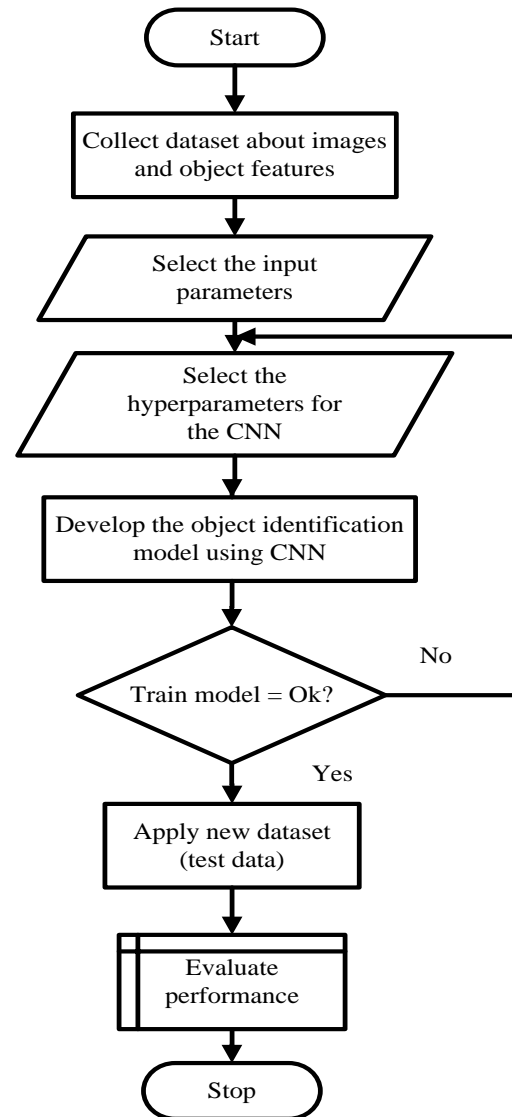 Start
Collect dataset about images
and object features
Select the input
parameters
Select the
hyperparameters for
the CNN
Develop the object identification
model using CNN
Train model = Ok?
No
Yes
Apply new dataset
(test data)
Evaluate
performance
Stop